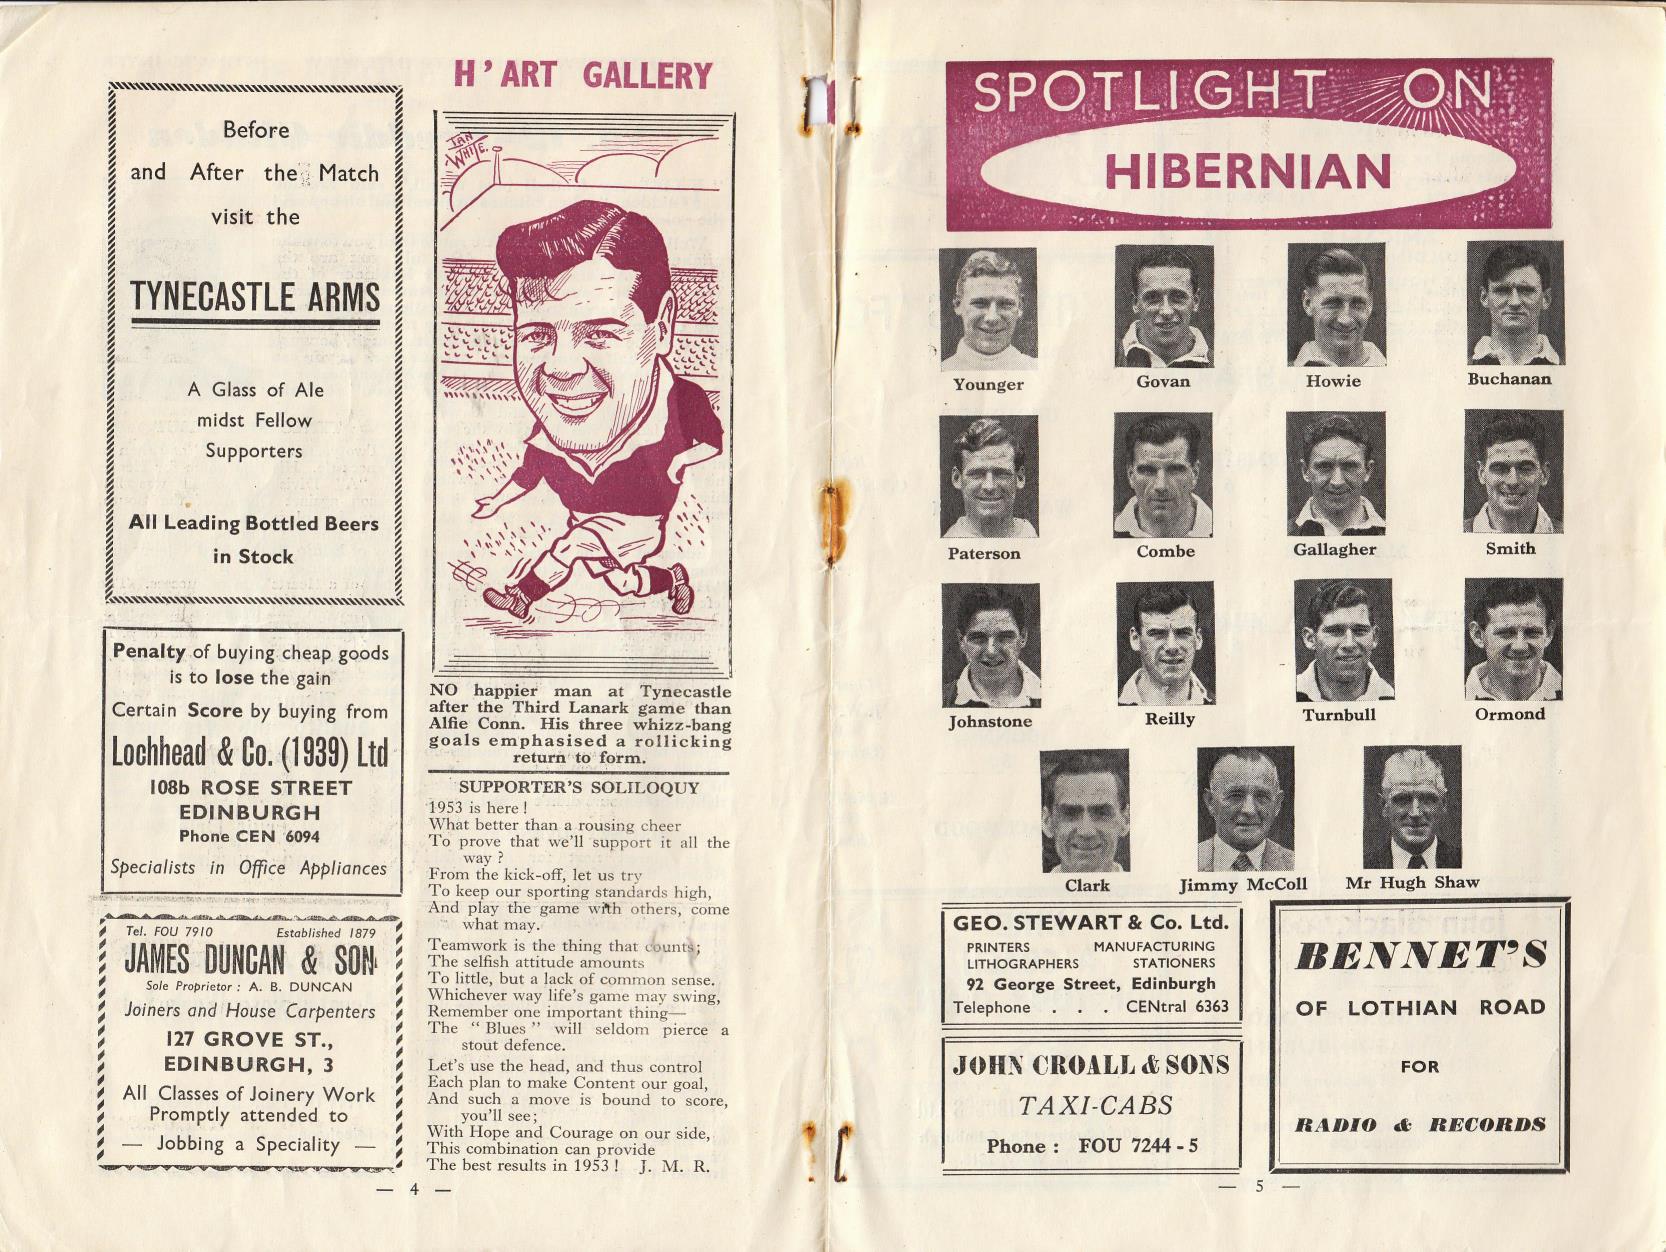 Before
and After the Match
visit the
TYNECASTLE ARMS
A Glass of Ale
midst Fellow
Supporters
All Leading Bottled Beers
in Stock
Penalty of buying cheap goods
is to lose the gain
Certain Score by buying from
Lochhead & Co. (1939) Ltd
108b ROSE STREET
EDINBURGH
Phone CEN 6094
Specialists in Office Appliances
Tel. FOU 7910 Established 1879
JAMES DUNCAN & SON
Sole Proprietor : A. B. DUNCAN
Joiners and House Carpenters
127 GROVE ST.,
EDINBURGH, 3
All Classes of Joinery Work
Promptly attended to
— Jobbing a Speciality —
H'ART GALLERY
IAN
WHITE.
NO happier man at Tynecastle
after the Third Lanark game than
Alfie Conn. His three whizz-bang
goals emphasised a rollicking
return to form.
SUPPORTER'S SOLILOQUY
1953 is here !
What better than a rousing cheer
To prove that we'll support it all the
way ?
From the kick-off, let us try
To keep our sporting standards high,
And play the game with others, come
what may.
Teamwork is the thing that counts;
The selfish attitude amounts
To little, but a lack of common sense.
Whichever way life's game may swing,
Remember one important thing—
The " Blues " will seldom pierce a
stout defence.
Let's use the head, and thus control
Each plan to make Content our goal,
And such a move is bound to score,
you'll see;
With Hope and Courage on our side,
This combination can provide
The best results in 1953 ! J. M. R.
— 4 —
SPOTLIGHT ON
HIBERNIAN
Younger Govan Howie Buchanan
Paterson Combe Gallagher Smith
Johnstone Reilly Turnbull Ormond
Clark Jimmy McColl Mr Hugh Shaw
GEO. STEWART & Co. Ltd.
PRINTERS MANUFACTURING
LITHOGRAPHERS STATIONERS
92 George Street, Edinburgh
Telephone . . . CENtral 6363
JOHN CROALL & SONS
TAXI-CABS
Phone : FOU 7244 - 5
BENNET'S
OF LOTHIAN ROAD
FOR
RADIO & RECORDS
— 5 —